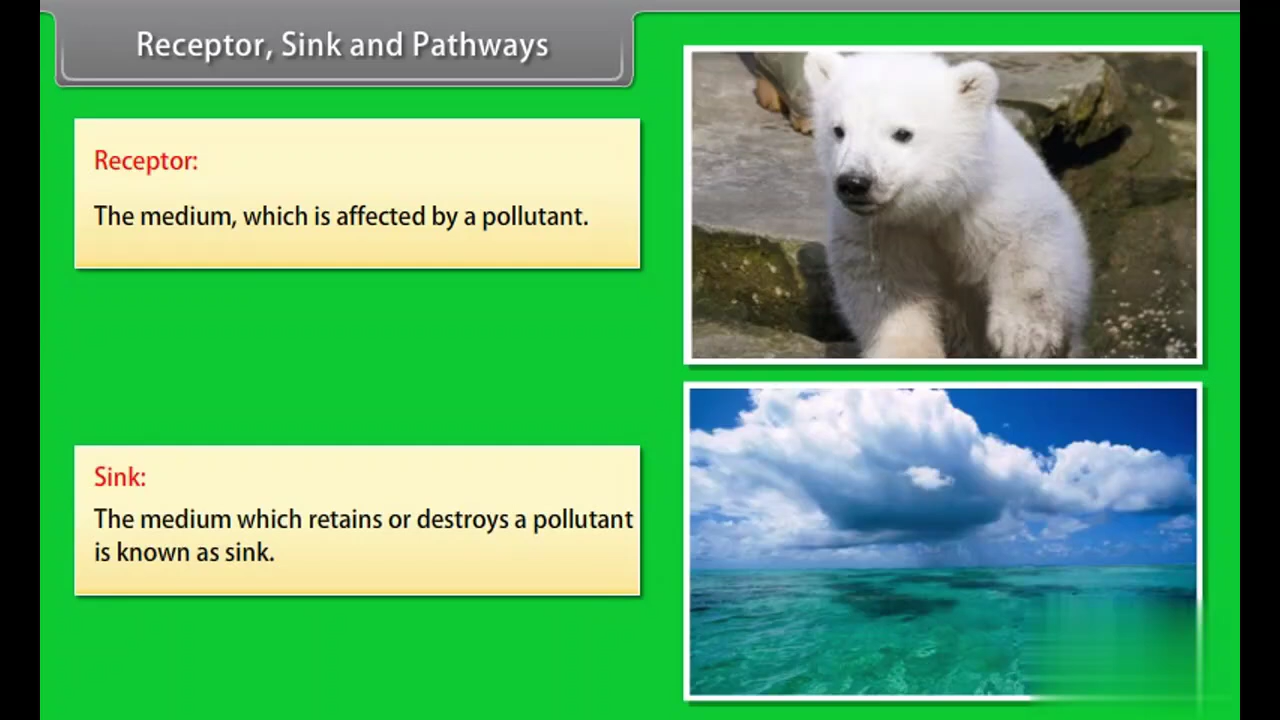 Receptor, Sink and Pathways
Receptor:
The medium, which is affected by a pollutant.
Sink:
The medium which retains or destroys a pollutant
is known as sink.